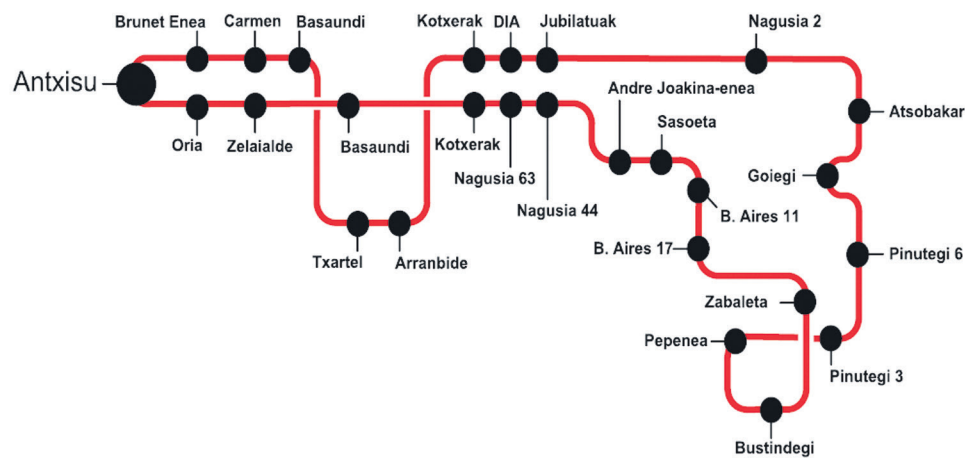 Brunet Enea
Carmen
Basaundi
Kotxerak
DIA
Jubilatuak
Nagusia 2
Antxisu
Andre Joakina-enea
Atsobakar
Sasoeta
Oria
Zelaialde
Basaundi
Kotxerak
Nagusia 63
Goiegi
Nagusia 44
B. Aires 11
Txartel
Arranbide
B. Aires 17
Pinutegi 6
Zabaleta
Pepenea
Pinutegi 3
Bustindegi